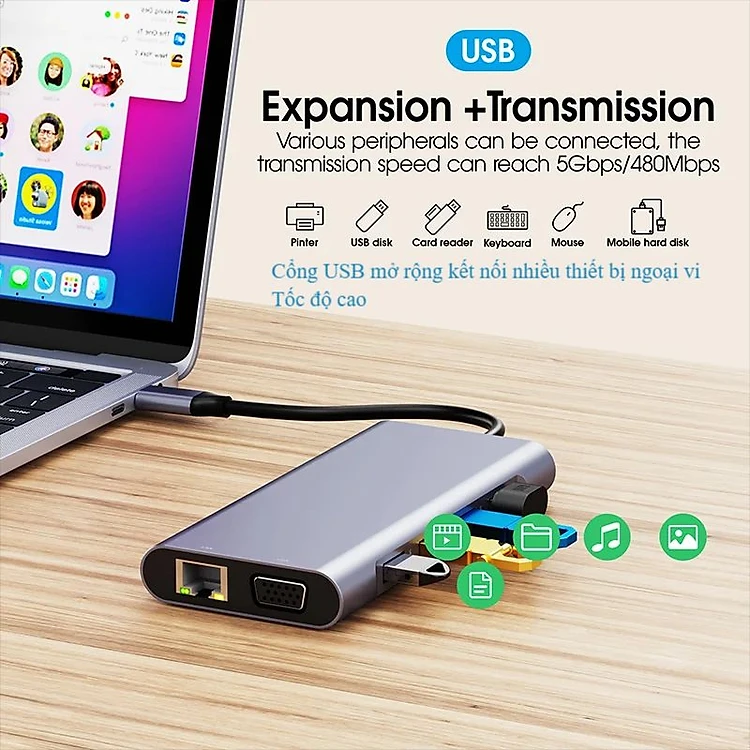 USB
Expansion +Transmission
Various peripherals can be connected, the
transmission speed can reach 5Gbps/480Mbps
Pinter
USB disk
Card reader
Keyboard
Mouse
Mobile hard disk
Cổng USB mở rộng kết nối nhiều thiết bị ngoại vi
Tốc độ cao
delete
return